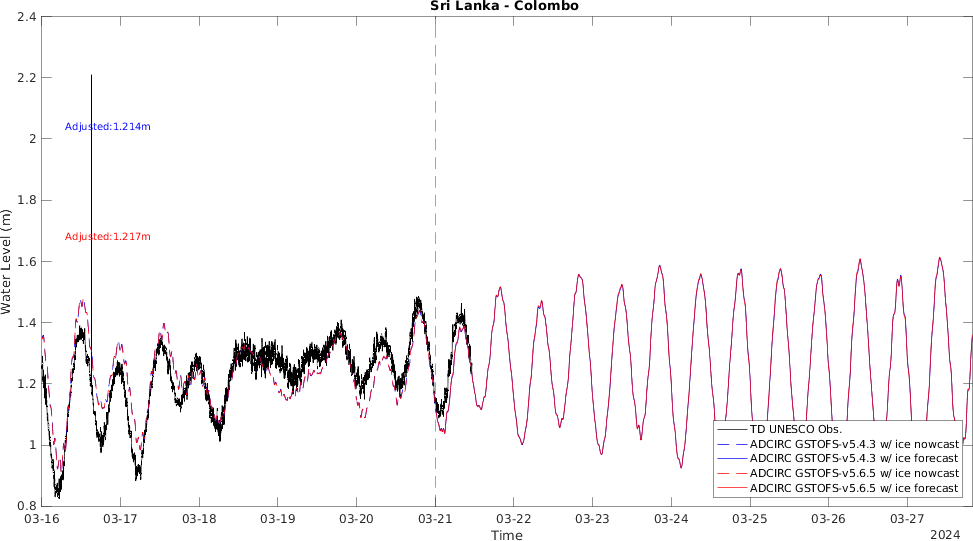 Sri Lanka - Colombo
2.4
2.2
2
1.8
1.6
1.4
1.2
1
0.8
Water Level (m)
Adjusted:1.214m
Adjusted:1.217m
TD UNESCO Obs.
ADCIRC GSTOFS-v5.4.3 w/ ice nowcast
ADCIRC GSTOFS-v5.4.3 w/ ice forecast
ADCIRC GSTOFS-v5.6.5 w/ ice nowcast
ADCIRC GSTOFS-v5.6.5 w/ ice forecast
03-16 03-17 03-18 03-19 03-20 03-21 03-22 03-23 03-24 03-25 03-26 03-27
Time
2024